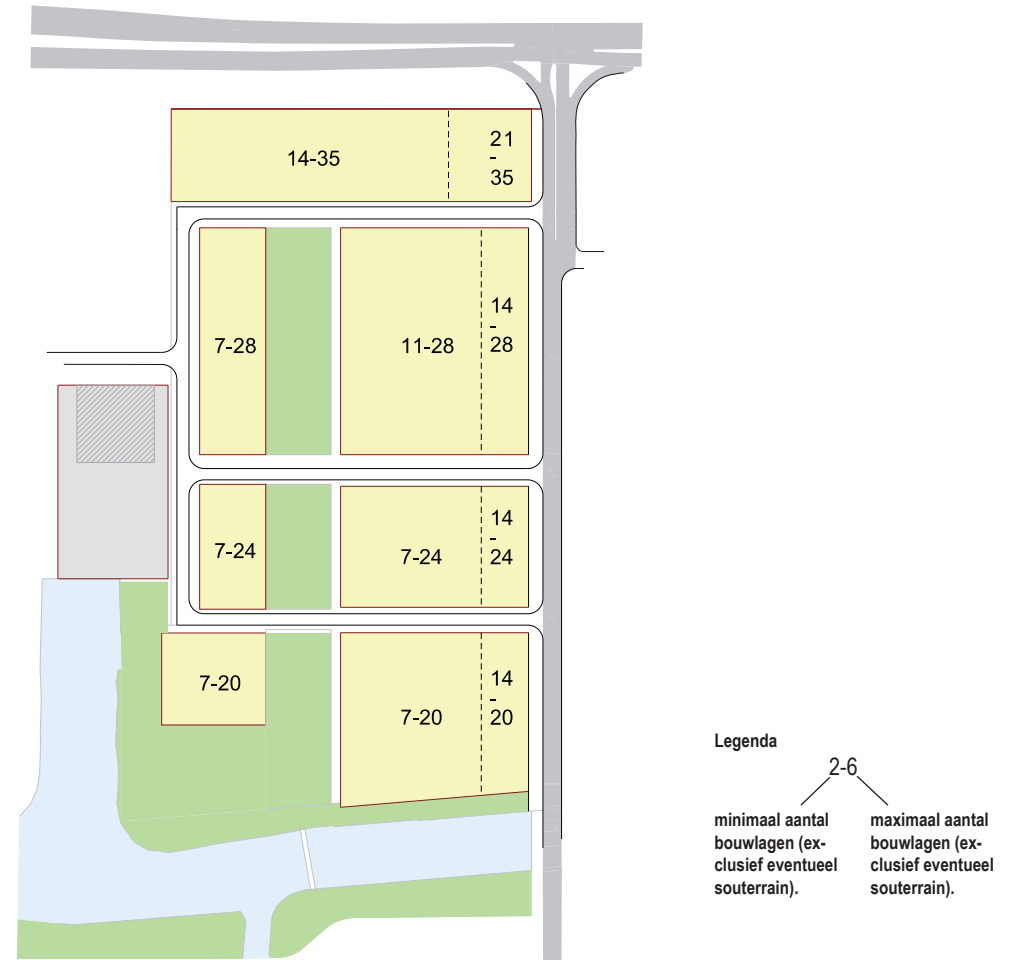 14-35
21
-
35
7-28
11-28
14
-
28
7-24
7-24
14
-
24
7-20
7-20
14
-
20
Legenda
2-6
minimaal aantal
bouwlagen (ex-
clusief eventueel
souterrain).
maximaal aantal
bouwlagen (ex-
clusief eventueel
souterrain).